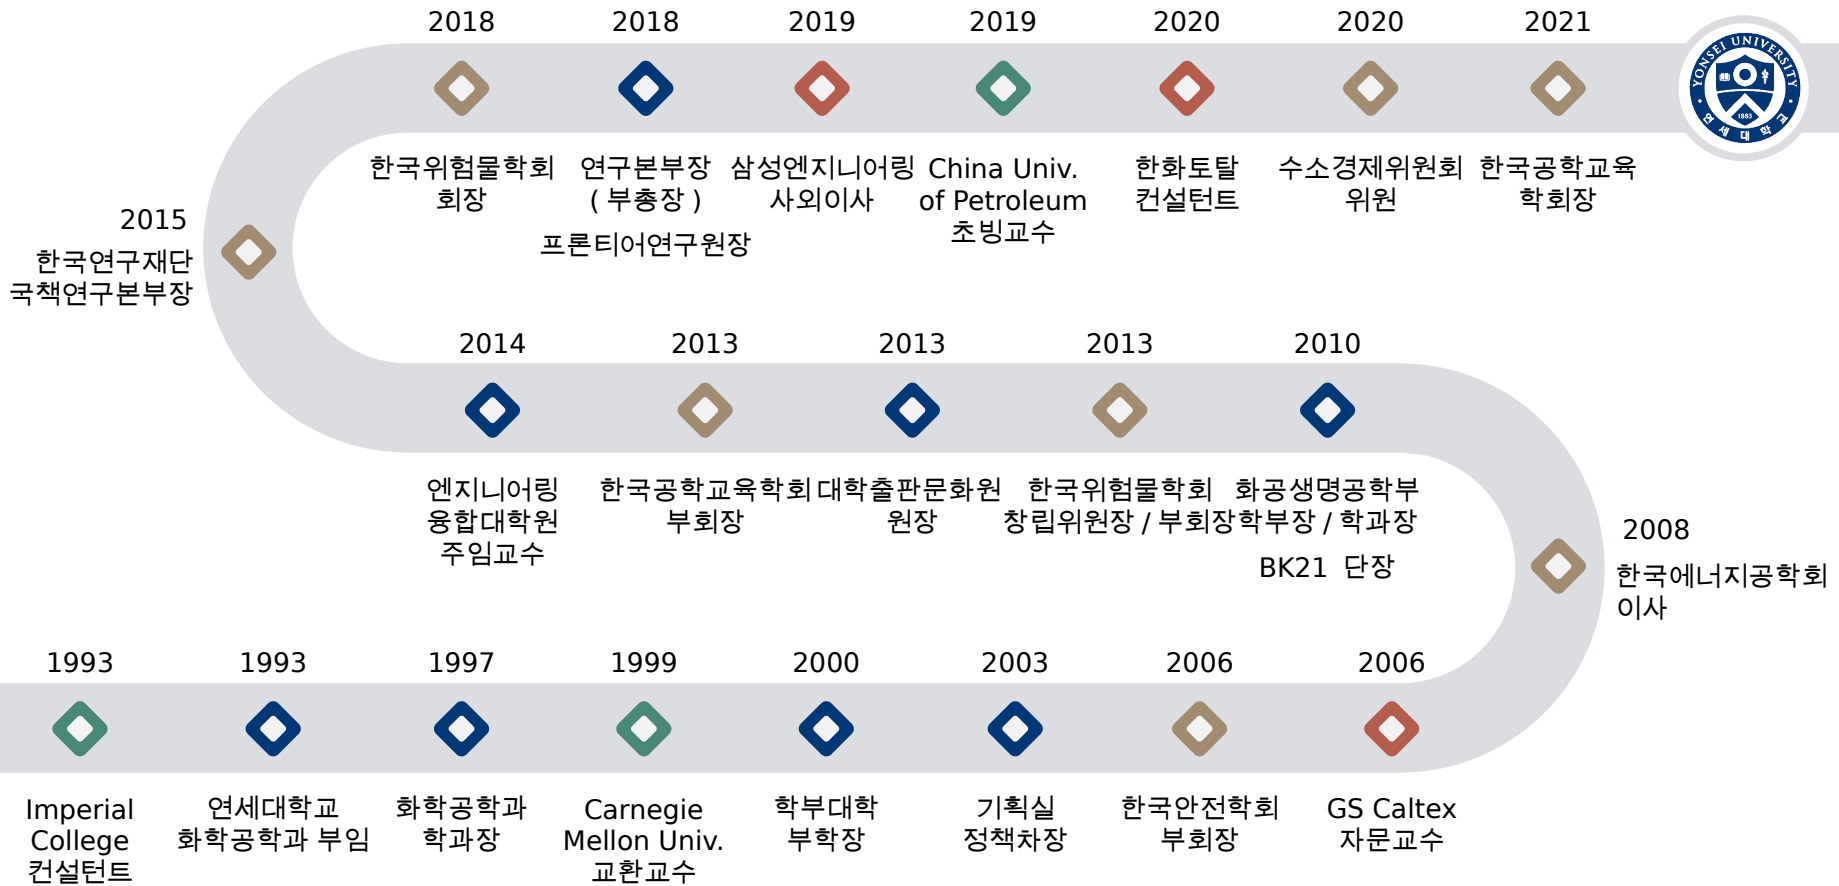 2018
한국위험물학회
회장
2018
연구본부장
( 부총장 )
프론티어연구원장
2019
삼성엔지니어링
사외이사
2019
China Univ.
of Petroleum
초빙교수
2020
한화토탈
컨설턴트
2020
수소경제위원회
위원
2021
한국공학교육
학회장
YONSEI UNIVERSITY
1885
연세대학교
2015
한국연구재단
국책연구본부장
2014
엔지니어링
융합대학원
주임교수
2013
한국공학교육학회
부회장
2013
대학출판문화원
원장
2013
한국위험물학회
창립위원장 / 부회장
2010
화공생명공학부
학부장 / 학과장
BK21 단장
2008
한국에너지공학회
이사
1993
Imperial
College
컨설턴트
1993
연세대학교
화학공학과 부임
1997
화학공학과
학과장
1999
Carnegie
Mellon Univ.
교환교수
2000
학부대학
부학장
2003
기획실
정책차장
2006
한국안전학회
부회장
2006
GS Caltex
자문교수